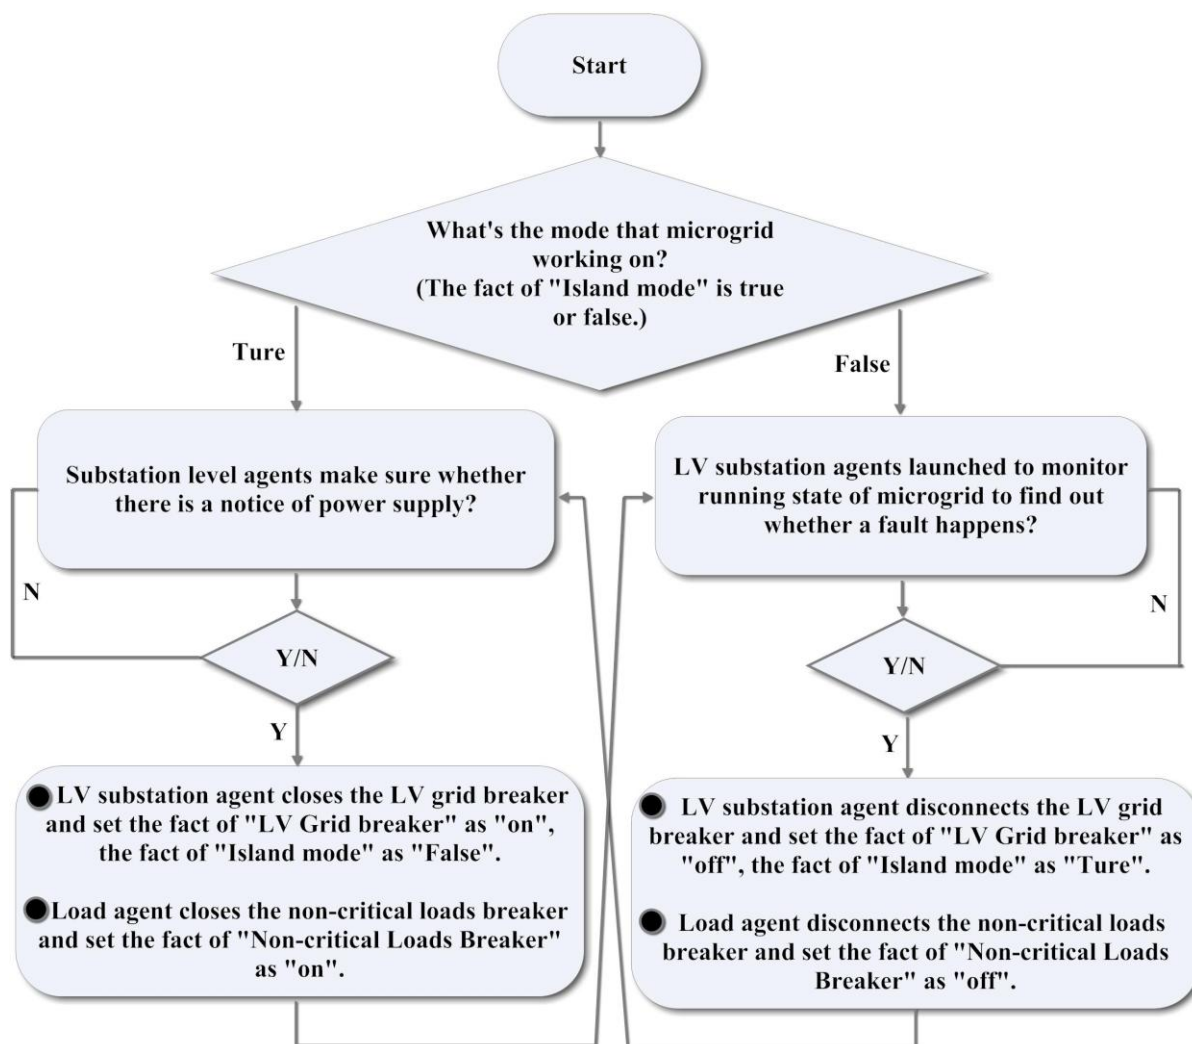 Start
What's the mode that microgrid
working on?
(The fact of "Island mode" is true
or false.)
Ture
False
Substation level agents make sure whether
there is a notice of power supply?
LV substation agents launched to monitor
running state of microgrid to find out
whether a fault happens?
N
N
Y/N
Y/N
Y
Y
● LV substation agent closes the LV grid breaker
and set the fact of "LV Grid breaker" as "on",
the fact of "Island mode" as "False".
● Load agent closes the non-critical loads breaker
and set the fact of "Non-critical Loads Breaker"
as "on".
● LV substation agent disconnects the LV grid
breaker and set the fact of "LV Grid breaker" as
"off", the fact of "Island mode" as "Ture".
● Load agent disconnects the non-critical loads
breaker and set the fact of "Non-critical Loads
Breaker" as "off".